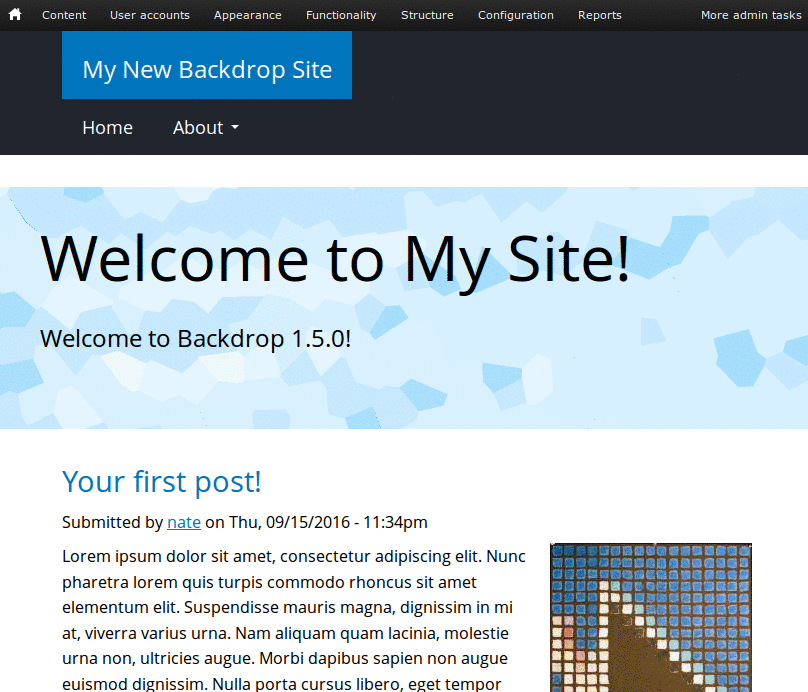 Content User accounts Appearance Functionality Structure Configuration Reports More admin tasks
My New Backdrop Site
Home About
Welcome to My Site!
Welcome to Backdrop 1.5.0!
Your first post!
Submitted by nate on Thu, 09/15/2016 - 11:34pm
Lorem ipsum dolor sit amet, consectetur adipiscing elit. Nunc
pharetra lorem quis turpis commodo rhoncus sit amet
elementum elit. Suspendisse mauris magna, dignissim in mi
at, viverra varius urna. Nam aliquam quam lacinia, molestie
urna non, ultricies augue. Morbi dapibus sapien non augue
euismod dignissim. Nulla porta cursus libero, eget tempor